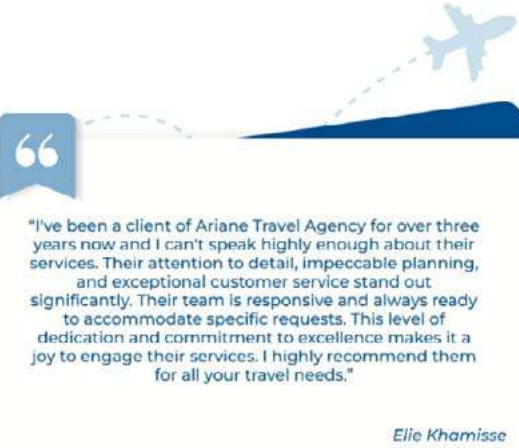 “I've been a client of Ariane Travel Agency for over three
years now and I can't speak highly enough about their
services. Their attention to detail, impeccable planning,
and exceptional customer service stand out
significantly. Their team is responsive and always ready
to accommodate specific requests. This level of
dedication and commitment to excellence makes it a
joy to engage their services. I highly recommend them
for all your travel needs.”
Elie Khamisse